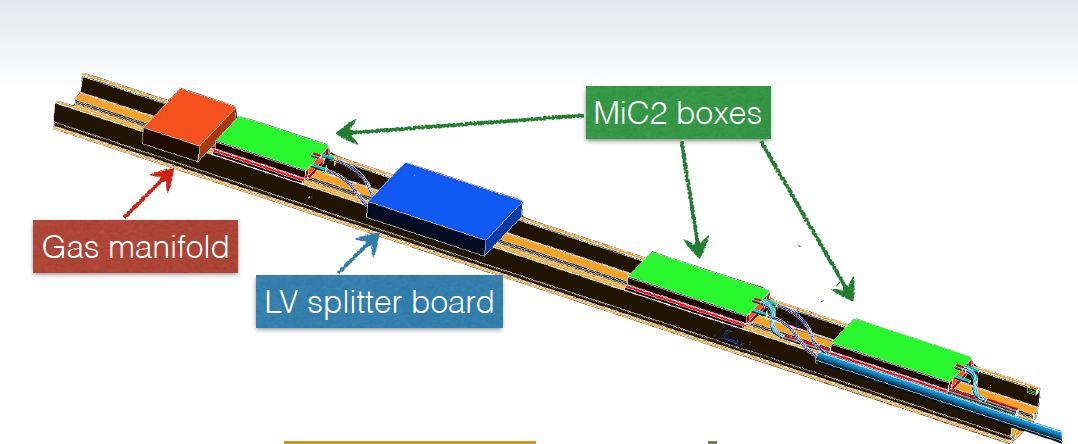 MiC2 boxes
Gas manifold
LV splitter board